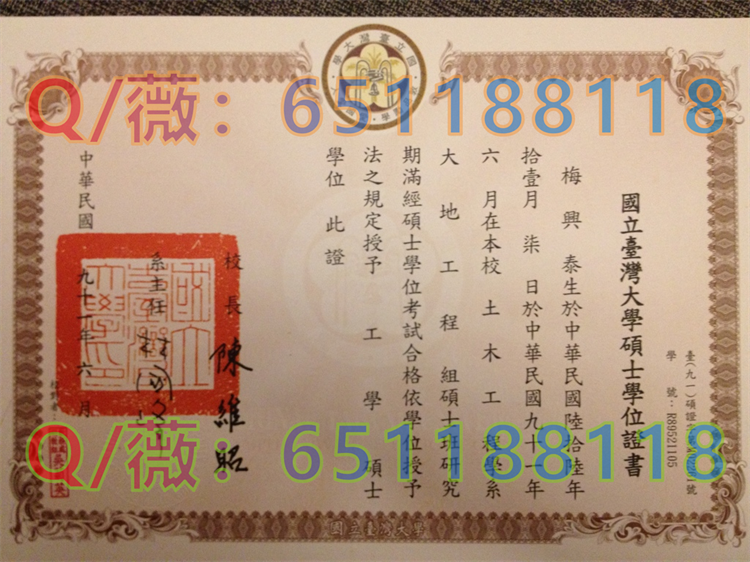 國立臺灣大學
Q/薇：651188118
國立臺灣大學碩士學位證書
學號：R89521105
梅興泰生於中華民國陸拾陸年
拾壹月柒日於中華民國九十一年
六月在本校土木工程學系
大地工程組碩士班研究
期滿經碩士學位考試合格依學位授予
法之規定授予工學碩士
學位此證
校長陳維昭
系主任
中華民國九十一年六月
Q/薇：651188118
國立臺灣大學